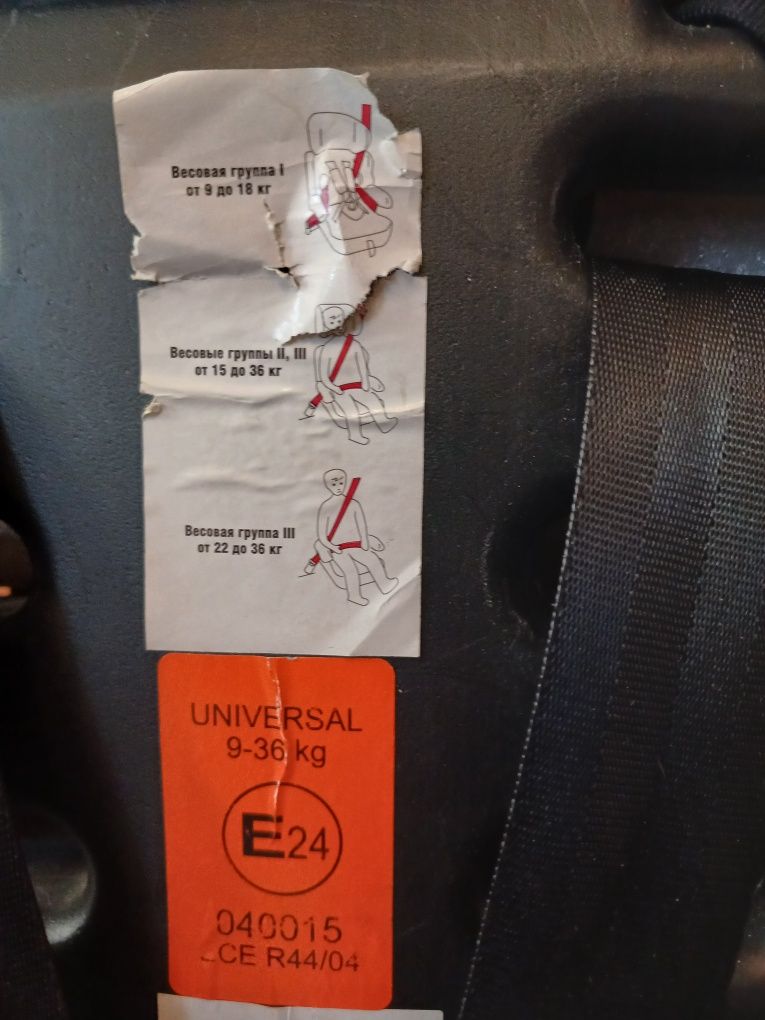 Весовая группа I
от 9 до 18 кг
Весовые группы II, III
от 15 до 36 кг
Весовая группа III
от 22 до 36 кг
UNIVERSAL
9-36 kg
E24
040015
ECE R44/04